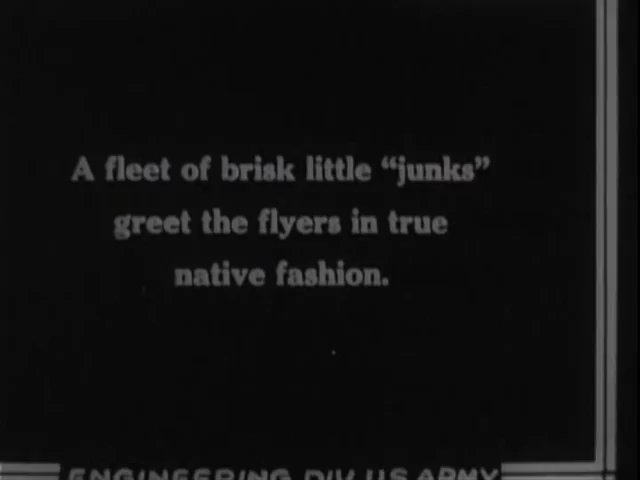 A fleet of brisk little “junks”
greet the flyers in true
native fashion.
ENGINEERING DIV. U.S. ARMY